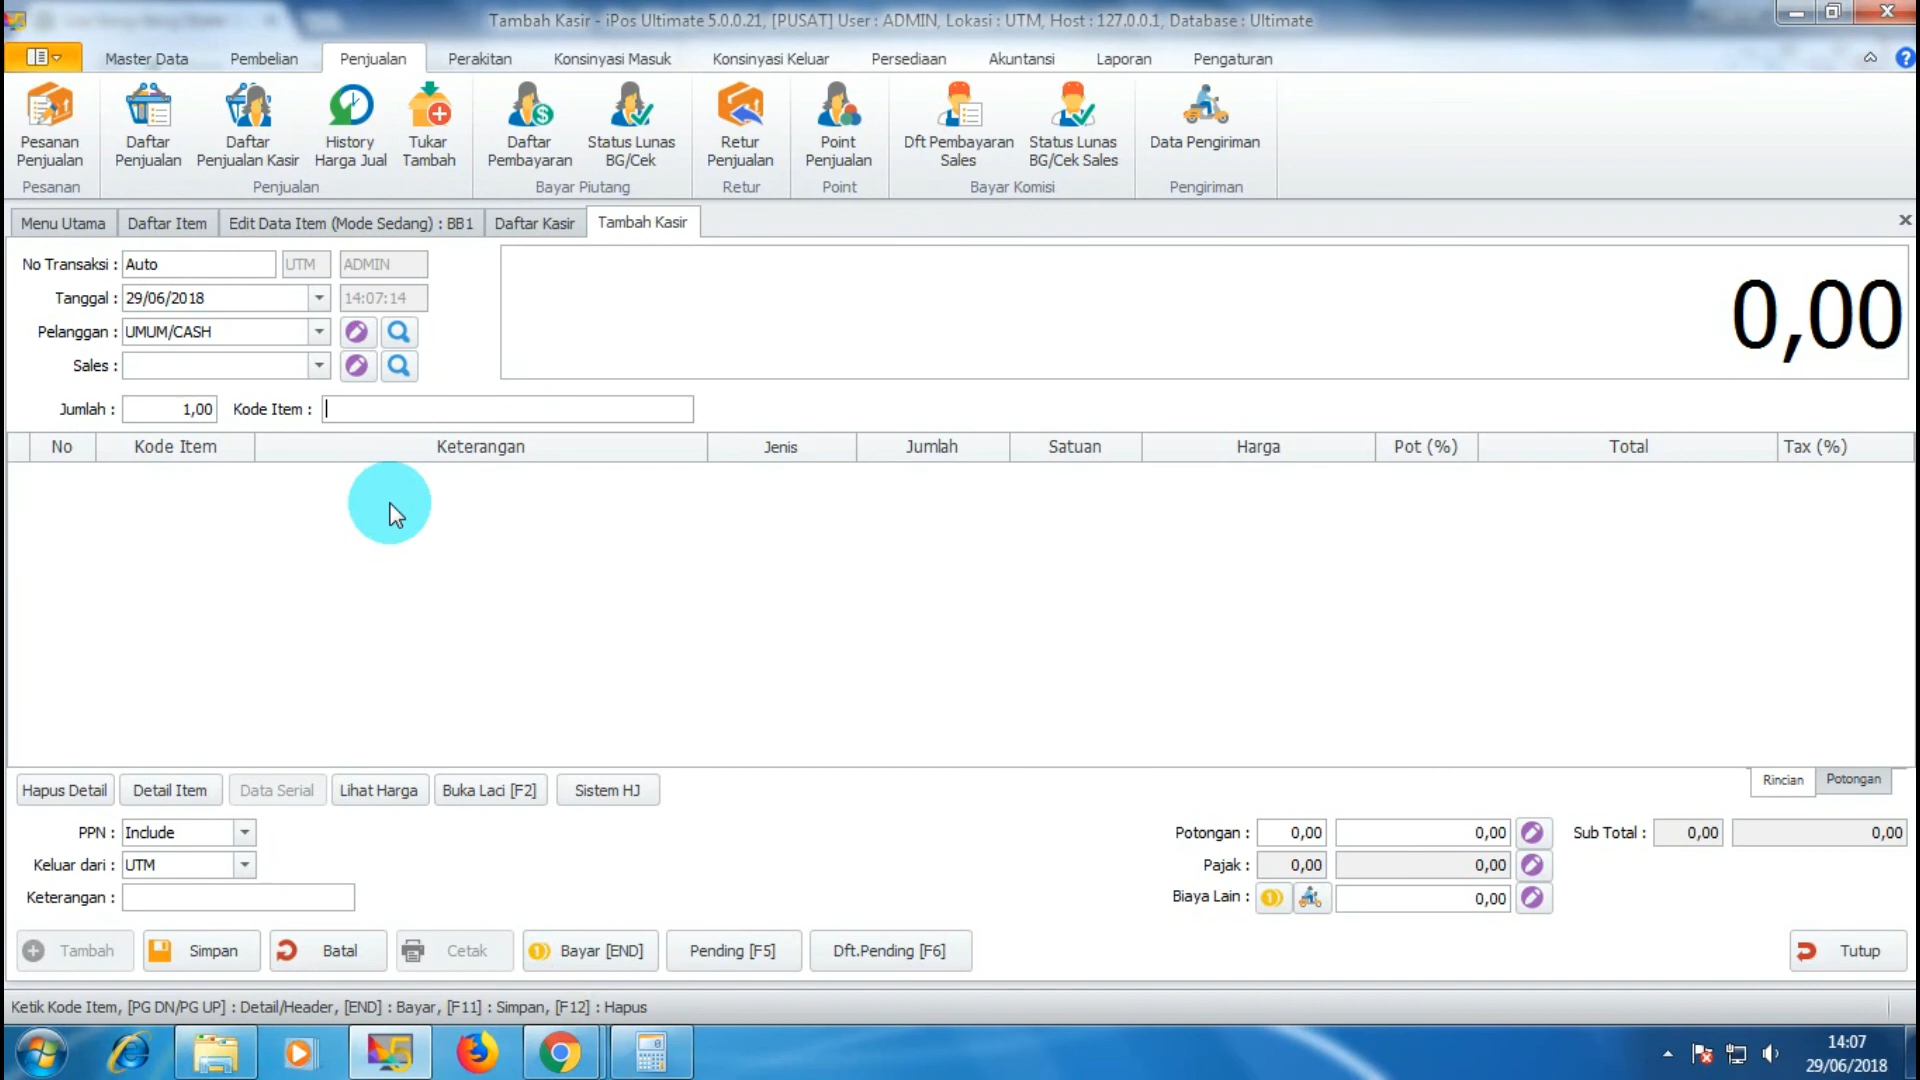 Tambah Kasir - iPos Ultimate 5.0.0.21, [PUSAT] User : ADMIN, Lokasi : UTM, Host : 127.0.0.1, Database : Ultimate
Master Data Pembelian Penjualan Perakitan Konsinyasi Masuk Konsinyasi Keluar Persediaan Akuntansi Laporan Pengaturan
Pesanan Penjualan
Daftar Penjualan
Daftar Penjualan Kasir
History Harga Jual
Tukar Tambah
Daftar Pembayaran
Status Lunas BG/Cek
Retur Penjualan
Point Penjualan
Dft Pembayaran Sales
Status Lunas BG/Cek Sales
Data Pengiriman
Pesanan Penjualan Bayar Piutang Retur Point Bayar Komisi Pengiriman
Menu Utama Daftar Item Edit Data Item (Mode Sedang) : BB1 Daftar Kasir Tambah Kasir
No Transaksi : Auto UTM ADMIN
Tanggal : 29/06/2018 14:07:14
Pelanggan : UMUM/CASH
Sales :
0,00
Jumlah : 1,00 Kode Item :
No Kode Item Keterangan Jenis Jumlah Satuan Harga Pot (%) Total Tax (%)
Hapus Detail Detail Item Data Serial Lihat Harga Buka Laci [F2] Sistem HJ
Rincian Potongan
PPN : Include
Keluar dari : UTM
Keterangan :
Potongan : 0,00 0,00
Pajak : 0,00 0,00
Biaya Lain : 0,00
Sub Total : 0,00 0,00
Tambah Simpan Batal Cetak Bayar [END] Pending [F5] Dft.Pending [F6] Tutup
Ketik Kode Item, [PG DN/PG UP] : Detail/Header, [END] : Bayar, [F11] : Simpan, [F12] : Hapus
14:07
29/06/2018